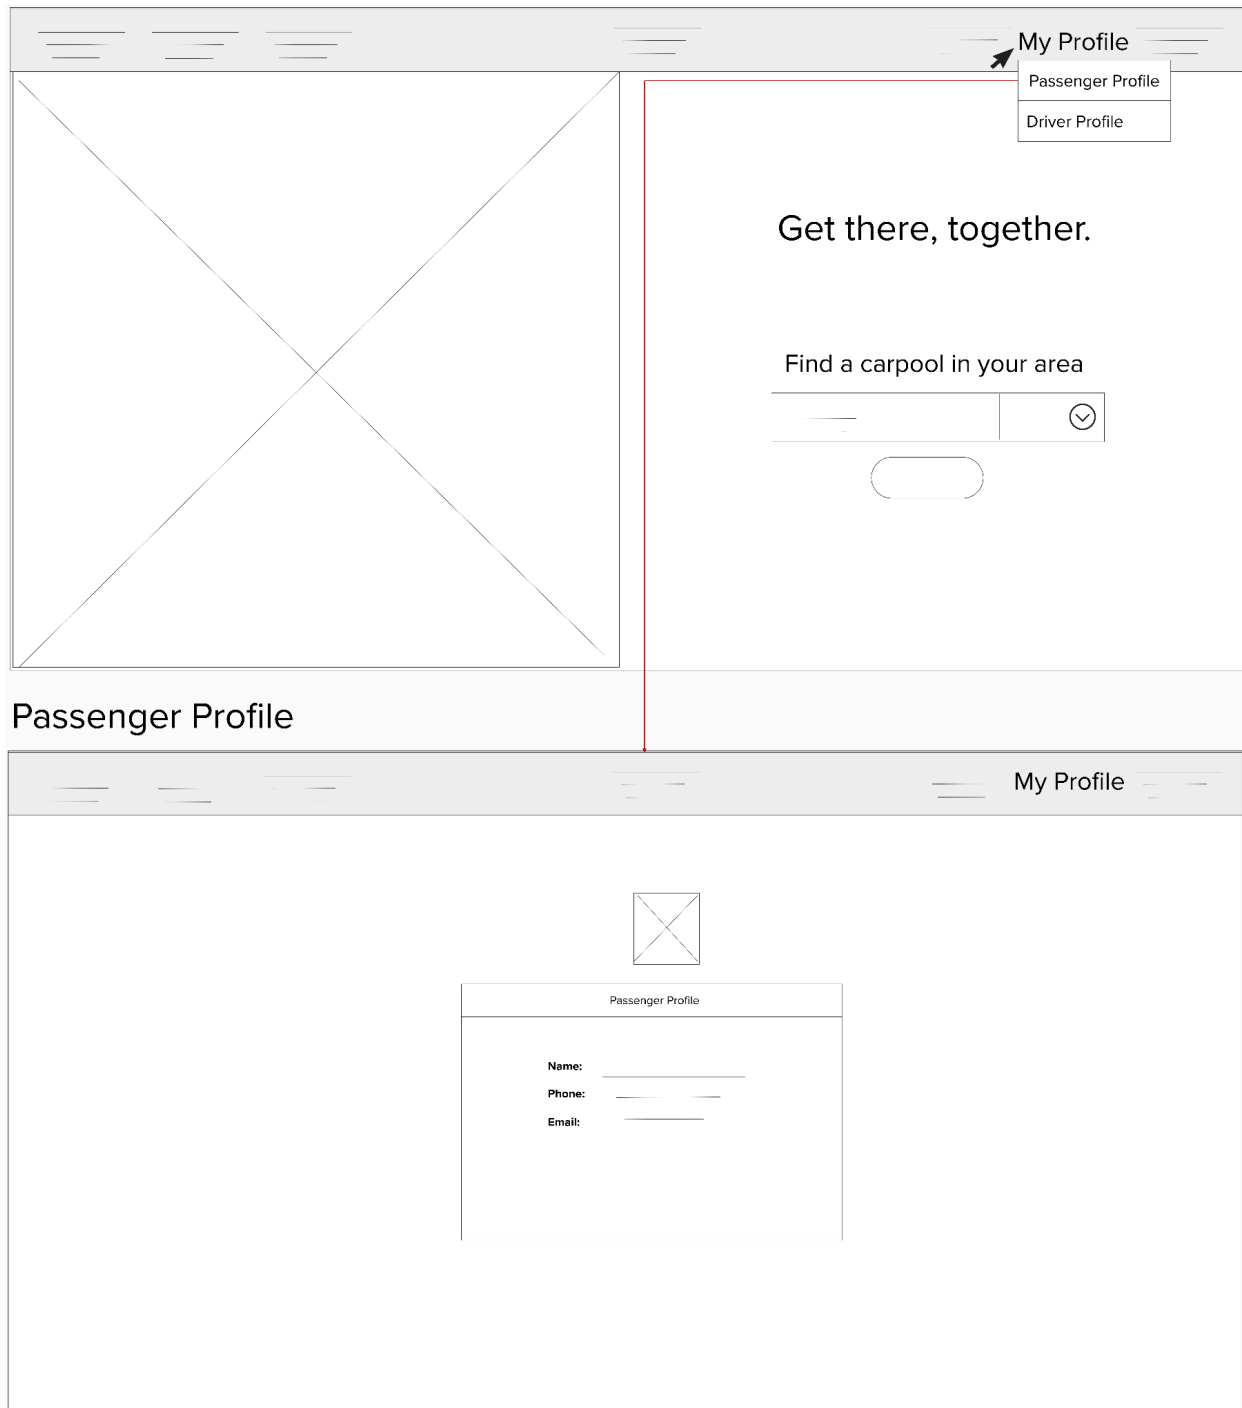 My Profile
Passenger Profile
Driver Profile
Get there, together.
Find a carpool in your area
Passenger Profile
My Profile
Passenger Profile
Name:
Phone:
Email: